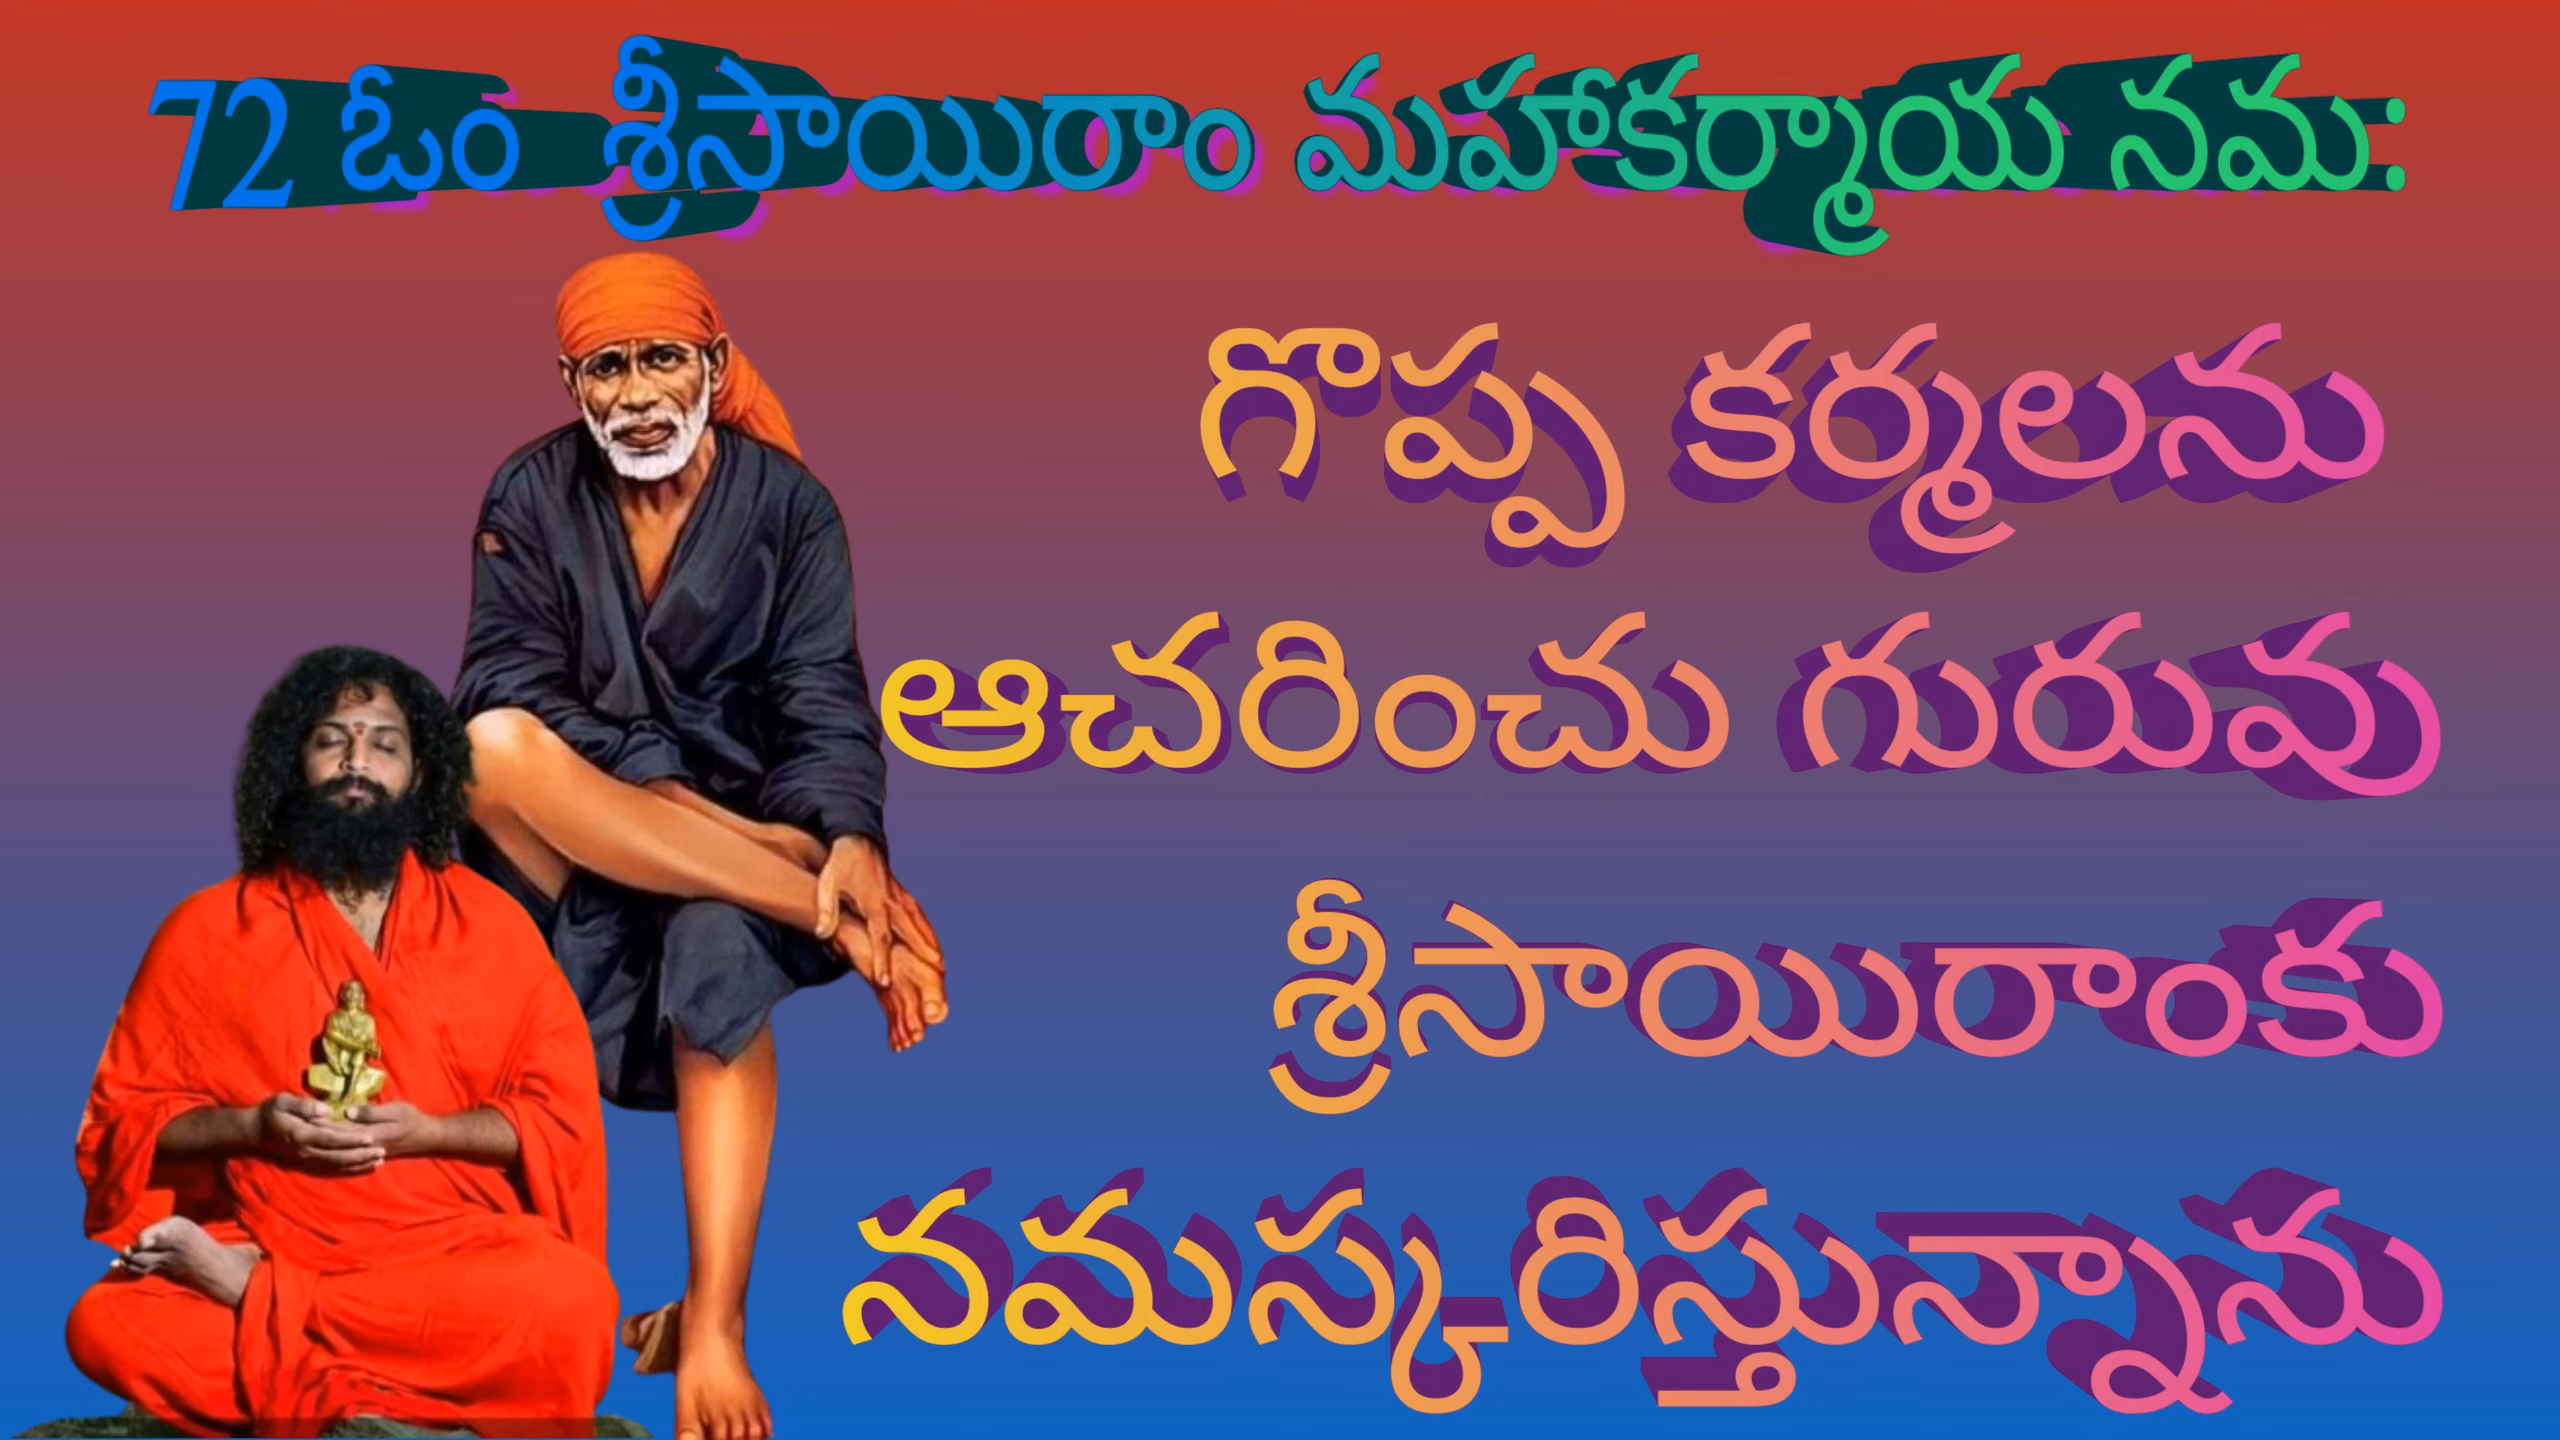 72 ఓం శ్రీసాయిరాం మహాకర్మాయ నమ:
గొప్ప కర్మలను
ఆచరించు గురువు
శ్రీసాయిరాంకు
నమస్కరిస్తున్నాను